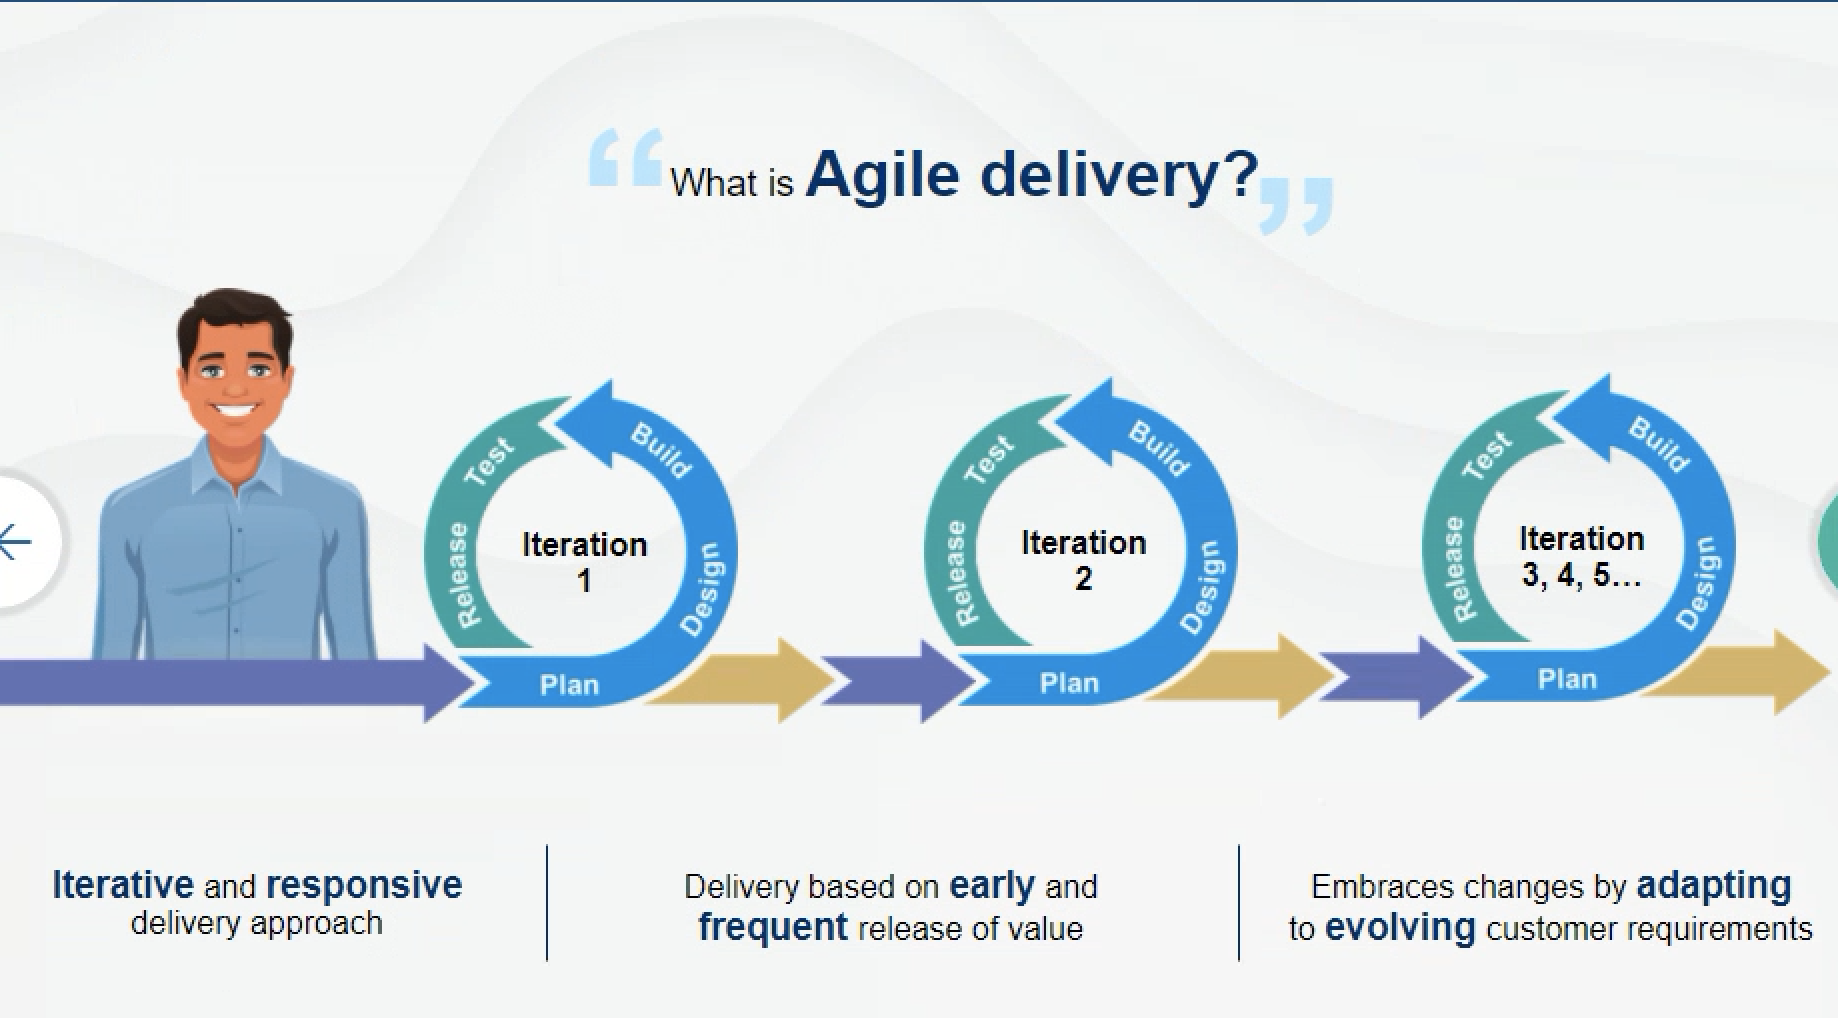 “What is Agile delivery?”
Test
Build
Release
Design
Plan
Iteration
1
Test
Build
Release
Design
Plan
Iteration
2
Test
Build
Release
Design
Plan
Iteration
3, 4, 5...
Iterative and responsive
delivery approach
Delivery based on early and
frequent release of value
Embraces changes by adapting
to evolving customer requirements